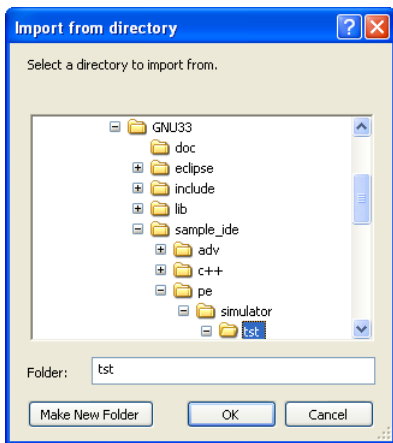 Import from directory
Select a directory to import from.
GNU33
doc
eclipse
include
lib
sample_ide
adv
c++
pe
simulator
tst
Folder: tst
Make New Folder OK Cancel